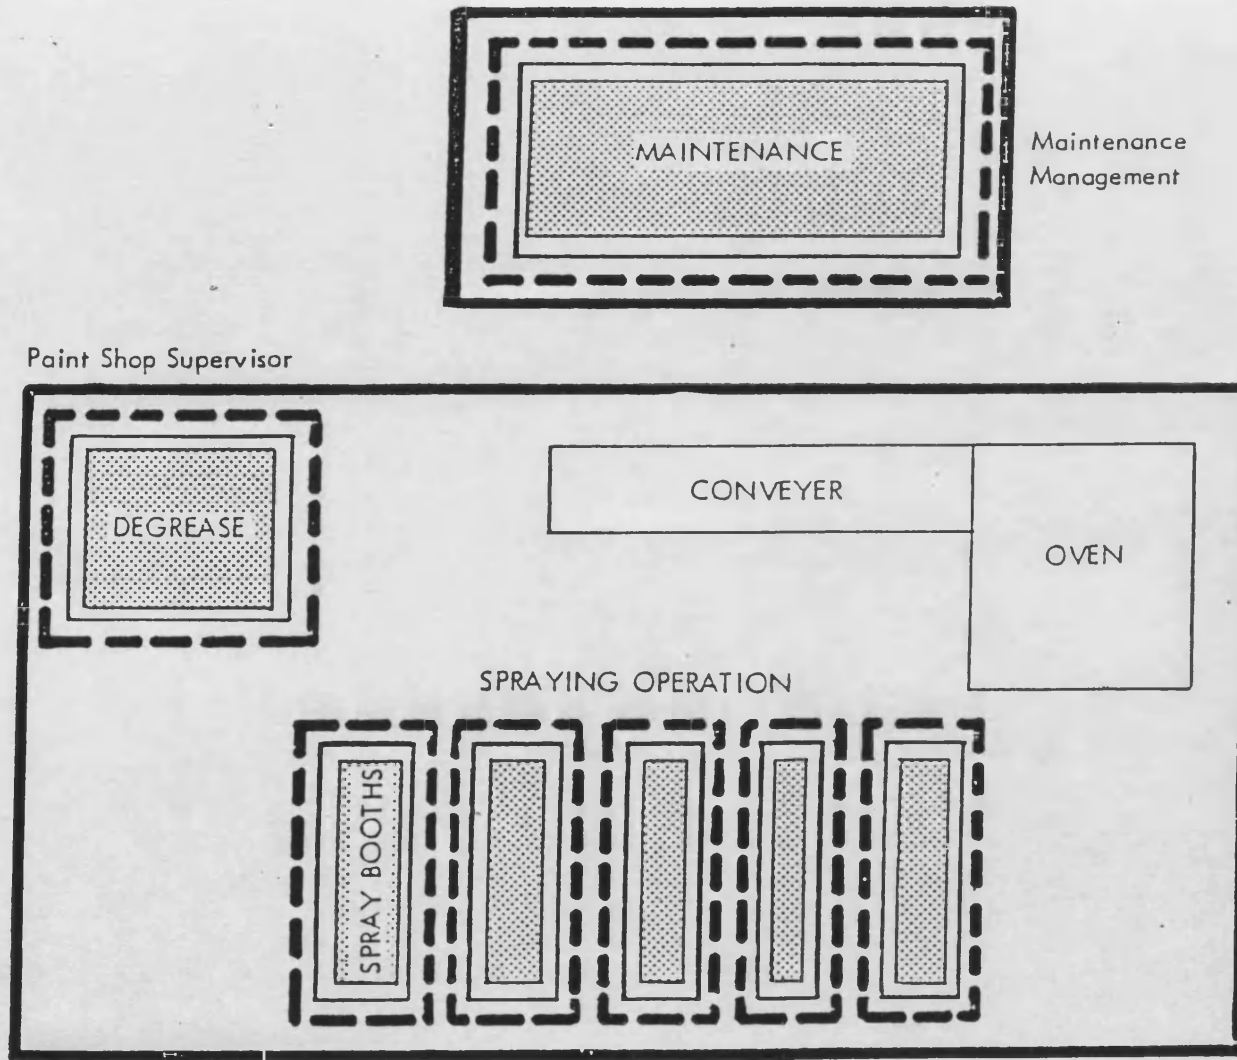 MAINTENANCE
Maintenance
Management
Paint Shop Supervisor
DEGREASE
CONVEYER
OVEN
SPRAYING OPERATION
SPRAY BOOTHS